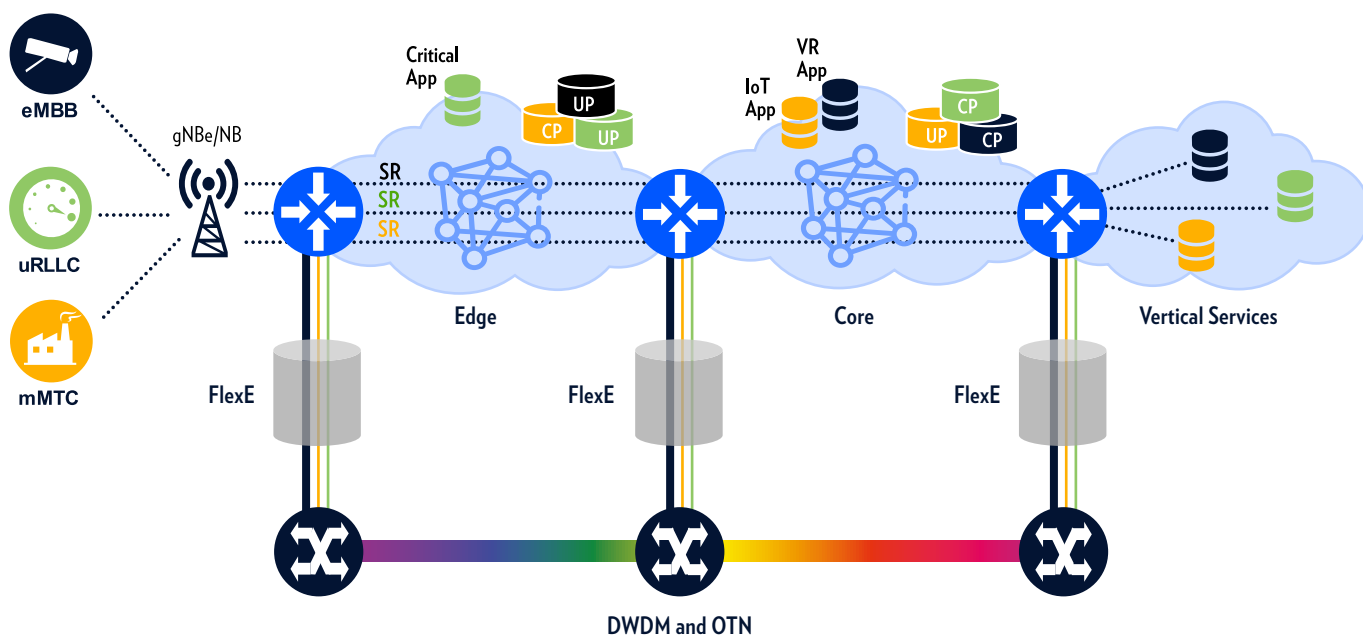 eMBB
uRLLC
mMTC
gNBe/NB
Critical
App
UP
CP
UP
SR
SR
SR
Edge
VR
App
IoT
App
CP
UP
CP
Core
Vertical Services
FlexE
FlexE
FlexE
DWDM and OTN